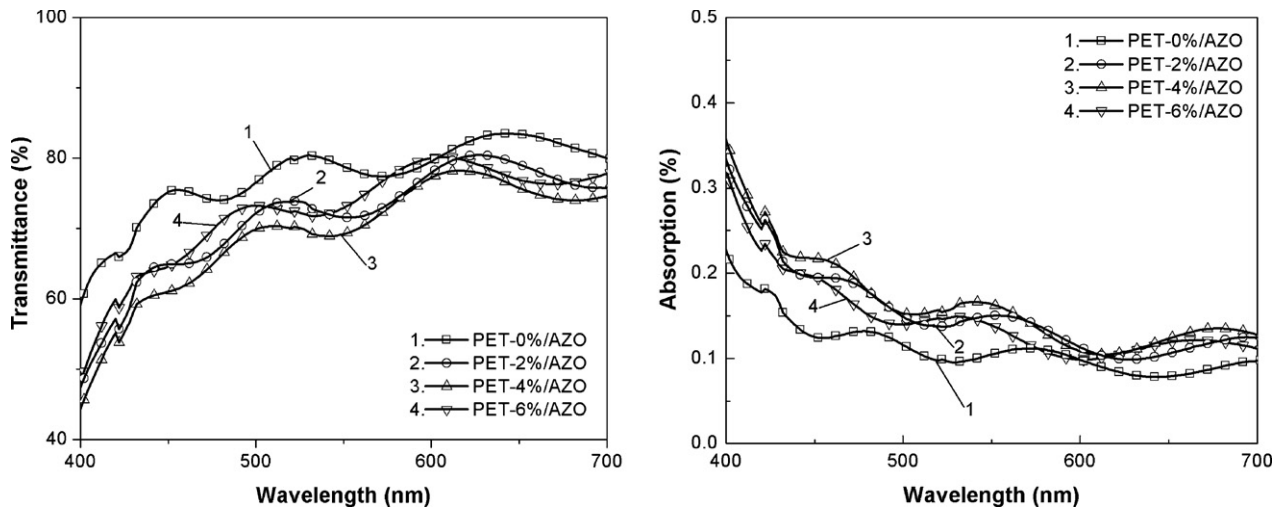 100
80
60
40
Transmittance (%)
1
2
4
3
1. PET-0%/AZO
2. PET-2%/AZO
3. PET-4%/AZO
4. PET-6%/AZO
400 500 600 700
Wavelength (nm)
0.5
0.4
0.3
0.2
0.1
0.0
Absorption (%)
1. PET-0%/AZO
2. PET-2%/AZO
3. PET-4%/AZO
4. PET-6%/AZO
3
4
2
1
400 500 600 700
Wavelength (nm)